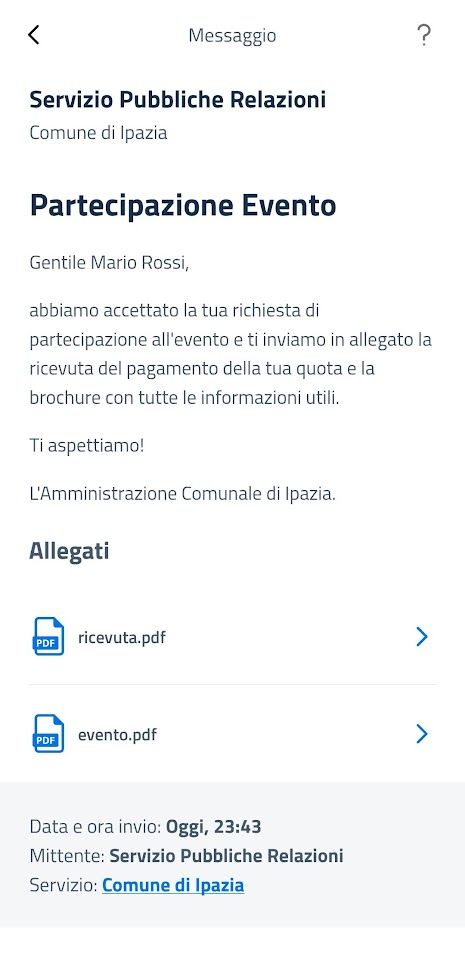 Messaggio
?
Servizio Pubbliche Relazioni
Comune di Ipazia
Partecipazione Evento
Gentile Mario Rossi,
abbiamo accettato la tua richiesta di
partecipazione all'evento e ti inviamo in allegato la
ricevuta del pagamento della tua quota e la
brochure con tutte le informazioni utili.
Ti aspettiamo!
L'Amministrazione Comunale di Ipazia.
Allegati
PDF ricevuta.pdf
PDF evento.pdf
Data e ora invio: Oggi, 23:43
Mittente: Servizio Pubbliche Relazioni
Servizio: Comune di Ipazia